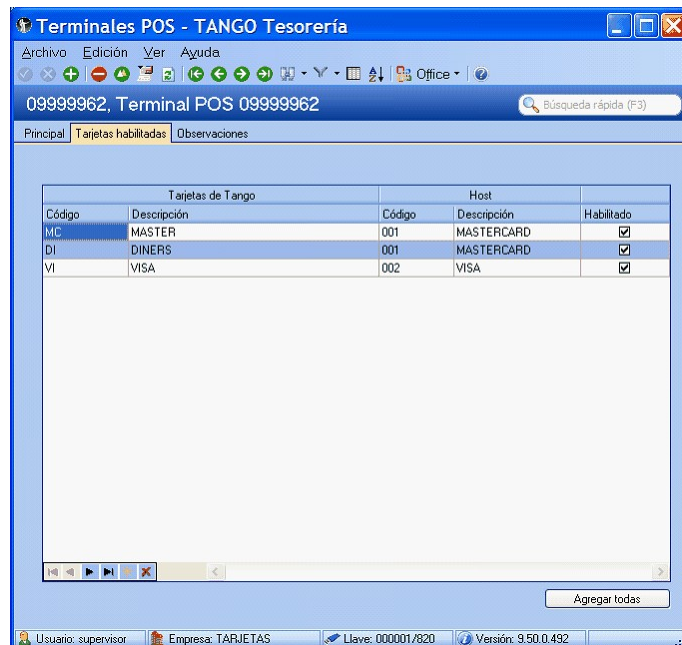 Terminales POS - TANGO Tesorería
Archivo Edición Ver Ayuda
Office
09999962, Terminal POS 09999962
Búsqueda rápida (F3)
Principal Tarjetas habilitadas Observaciones
Tarjetas de Tango Host
Código Descripción Código Descripción Habilitado
MC MASTER 001 MASTERCARD
DI DINERS 001 MASTERCARD
VI VISA 002 VISA
Agregar todas
Usuario: supervisor Empresa: TARJETAS Llave: 000001/820 Versión: 9.50.0.492